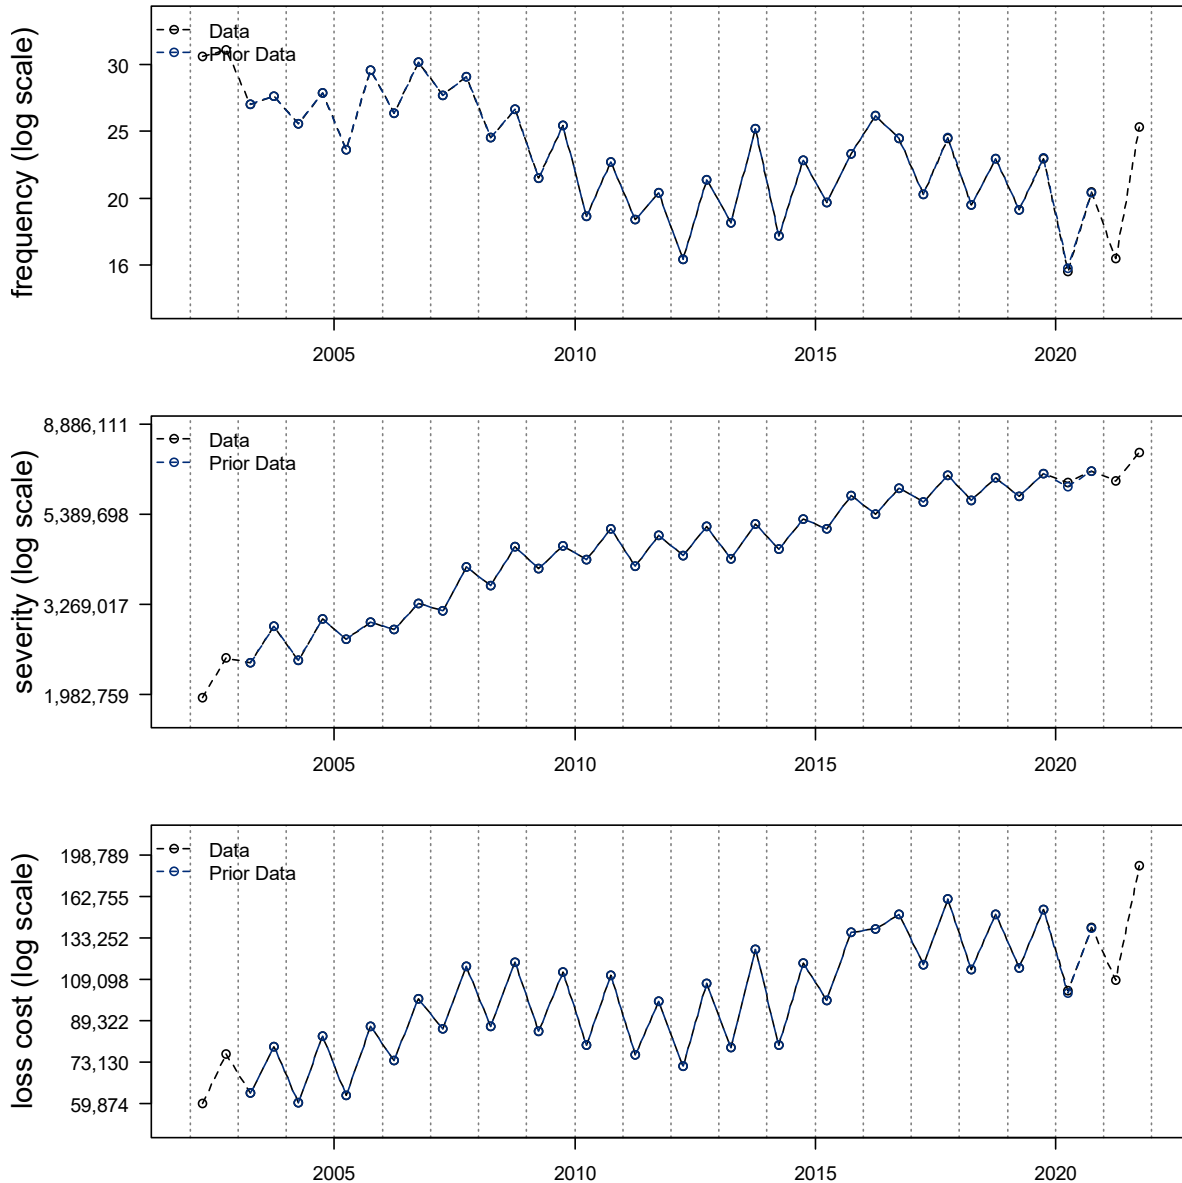 frequency (log scale)
Data
Prior Data
30
25
20
16
2005 2010 2015 2020
severity (log scale)
Data
Prior Data
8,886,111
5,389,698
3,269,017
1,982,759
2005 2010 2015 2020
loss cost (log scale)
Data
Prior Data
198,789
162,755
133,252
109,098
89,322
73,130
59,874
2005 2010 2015 2020